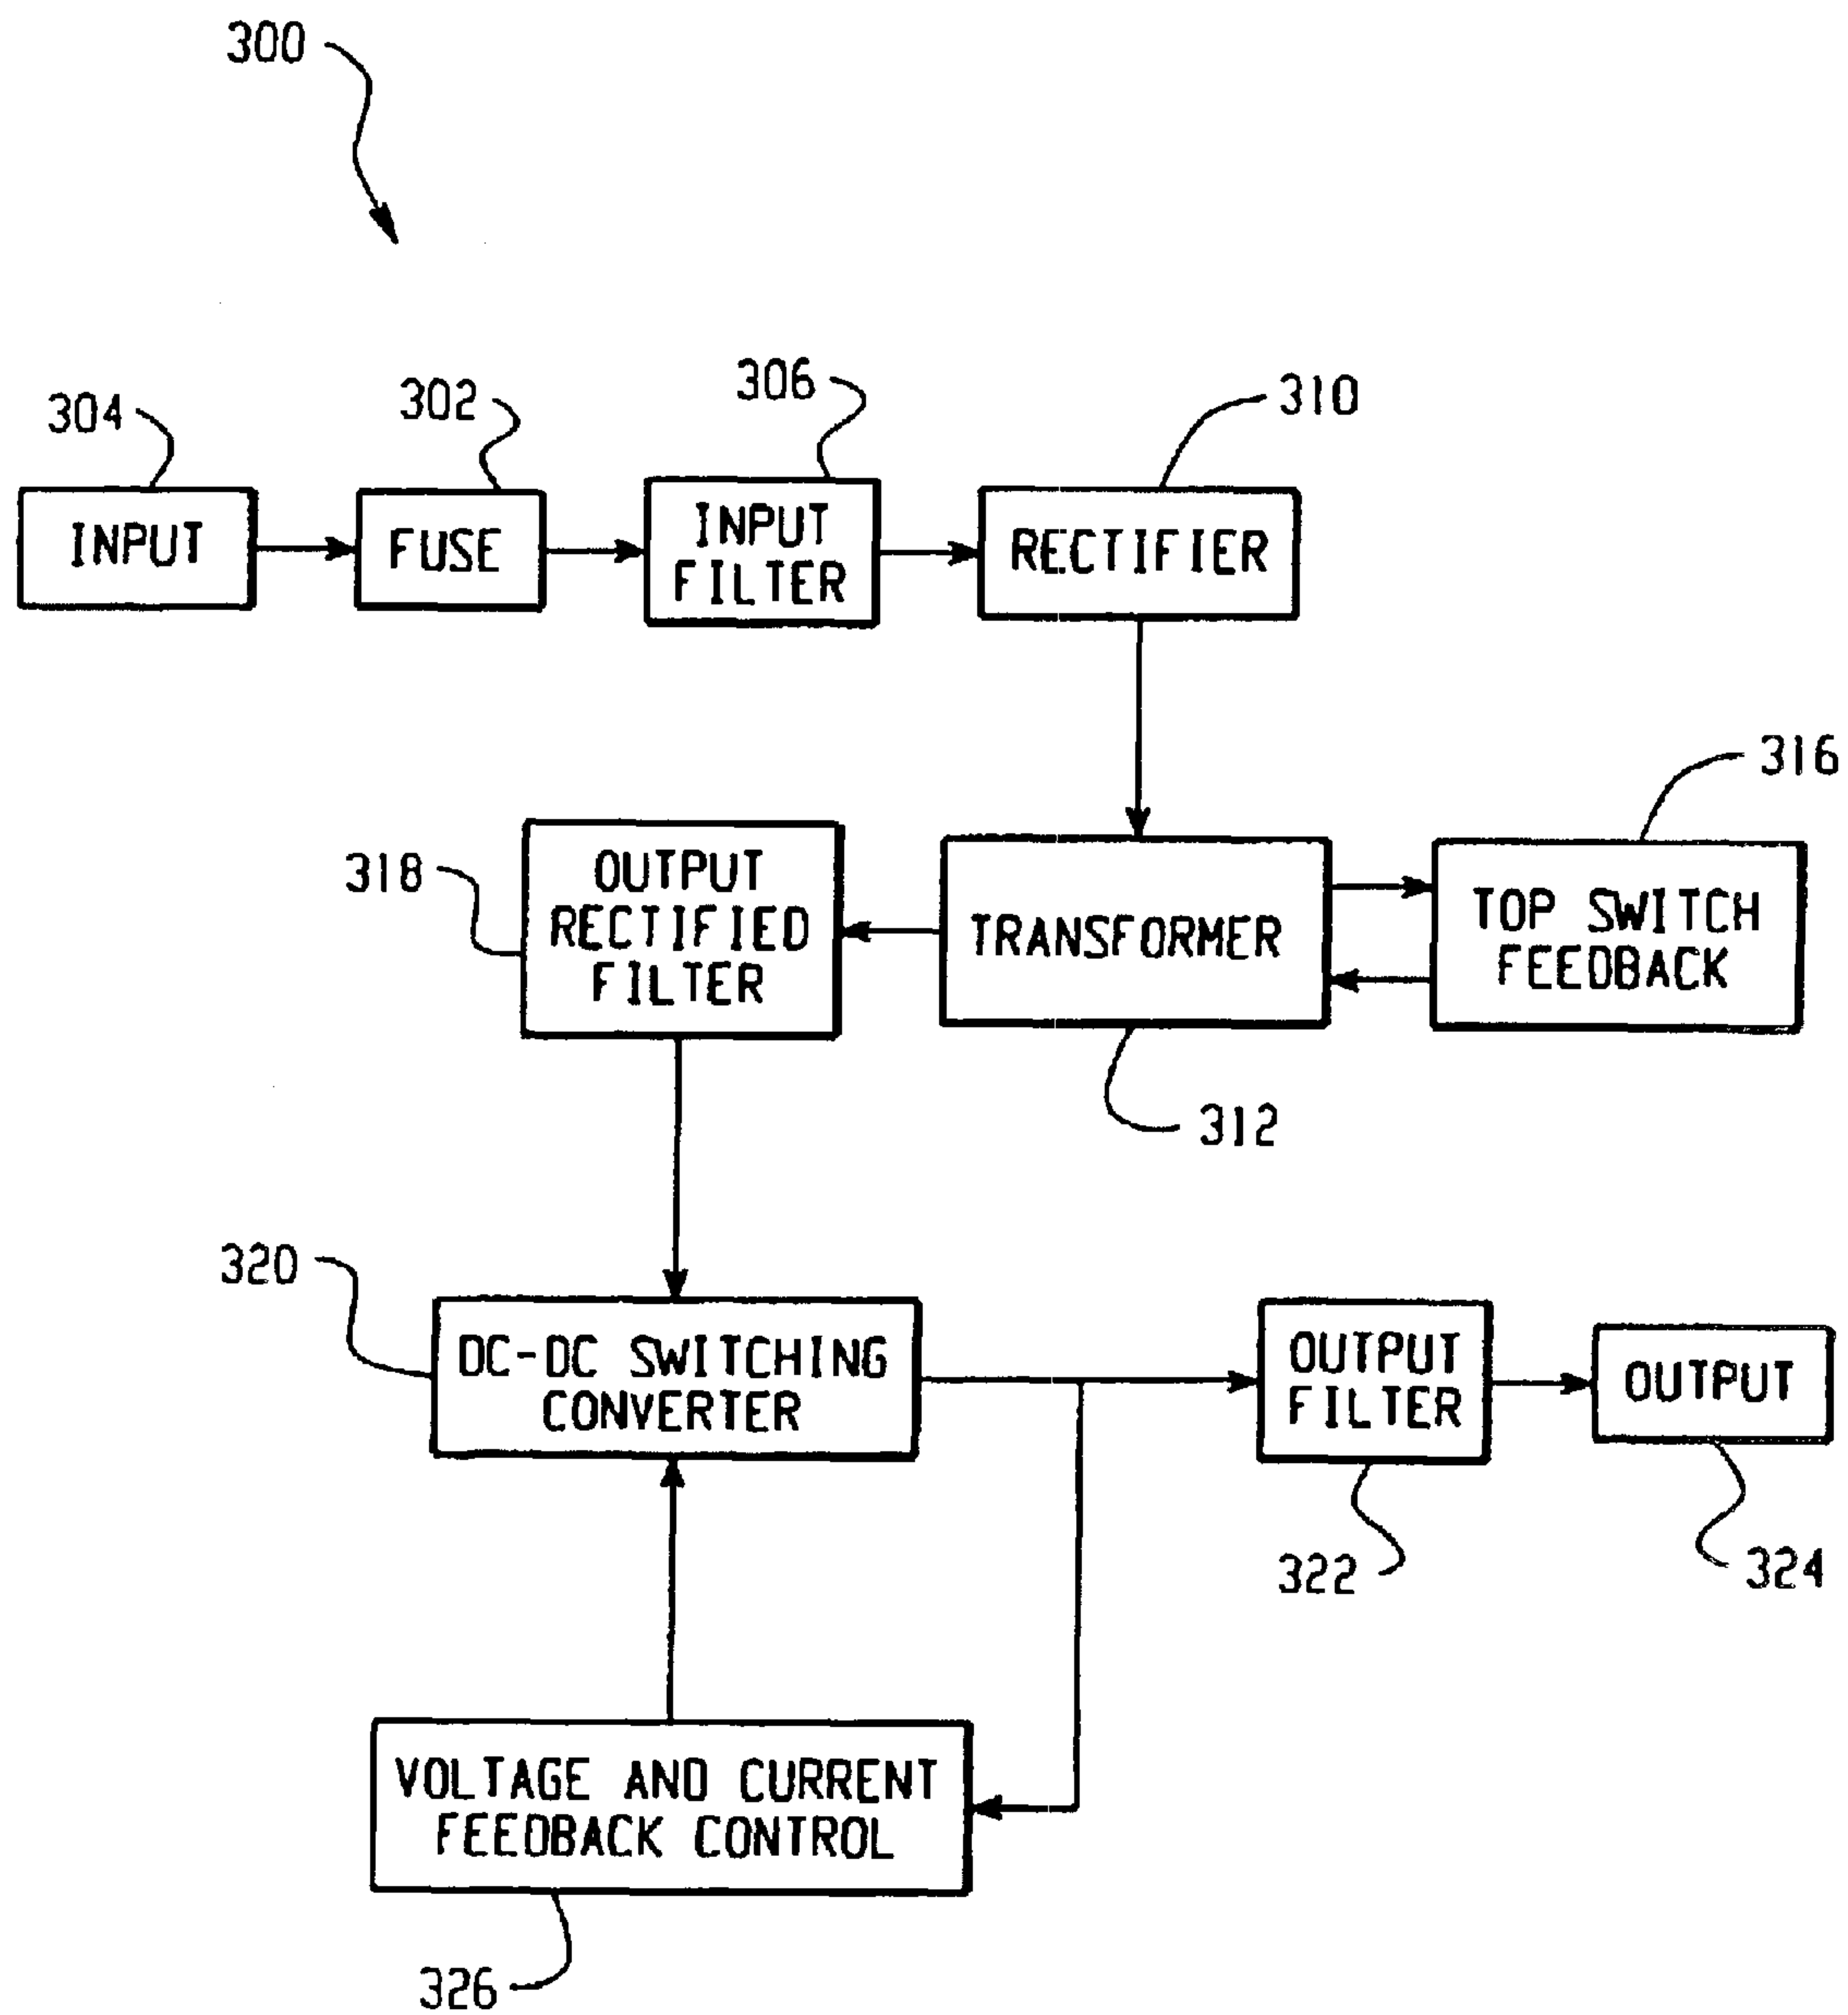 300
304
302
306
310
INPUT
FUSE
INPUT
FILTER
RECTIFIER
316
318
OUTPUT
RECTIFIED
FILTER
TRANSFORMER
TOP SWITCH
FEEDBACK
312
320
DC-DC SWITCHING
CONVERTER
OUTPUT
FILTER
OUTPUT
322
324
VOLTAGE AND CURRENT
FEEDBACK CONTROL
326